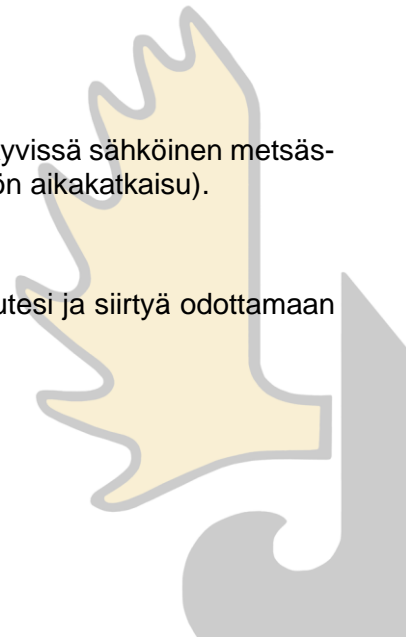 yvissä sähköinen metsäs-
ön aikakatkaisu).
utesi ja siirtyä odottamaan